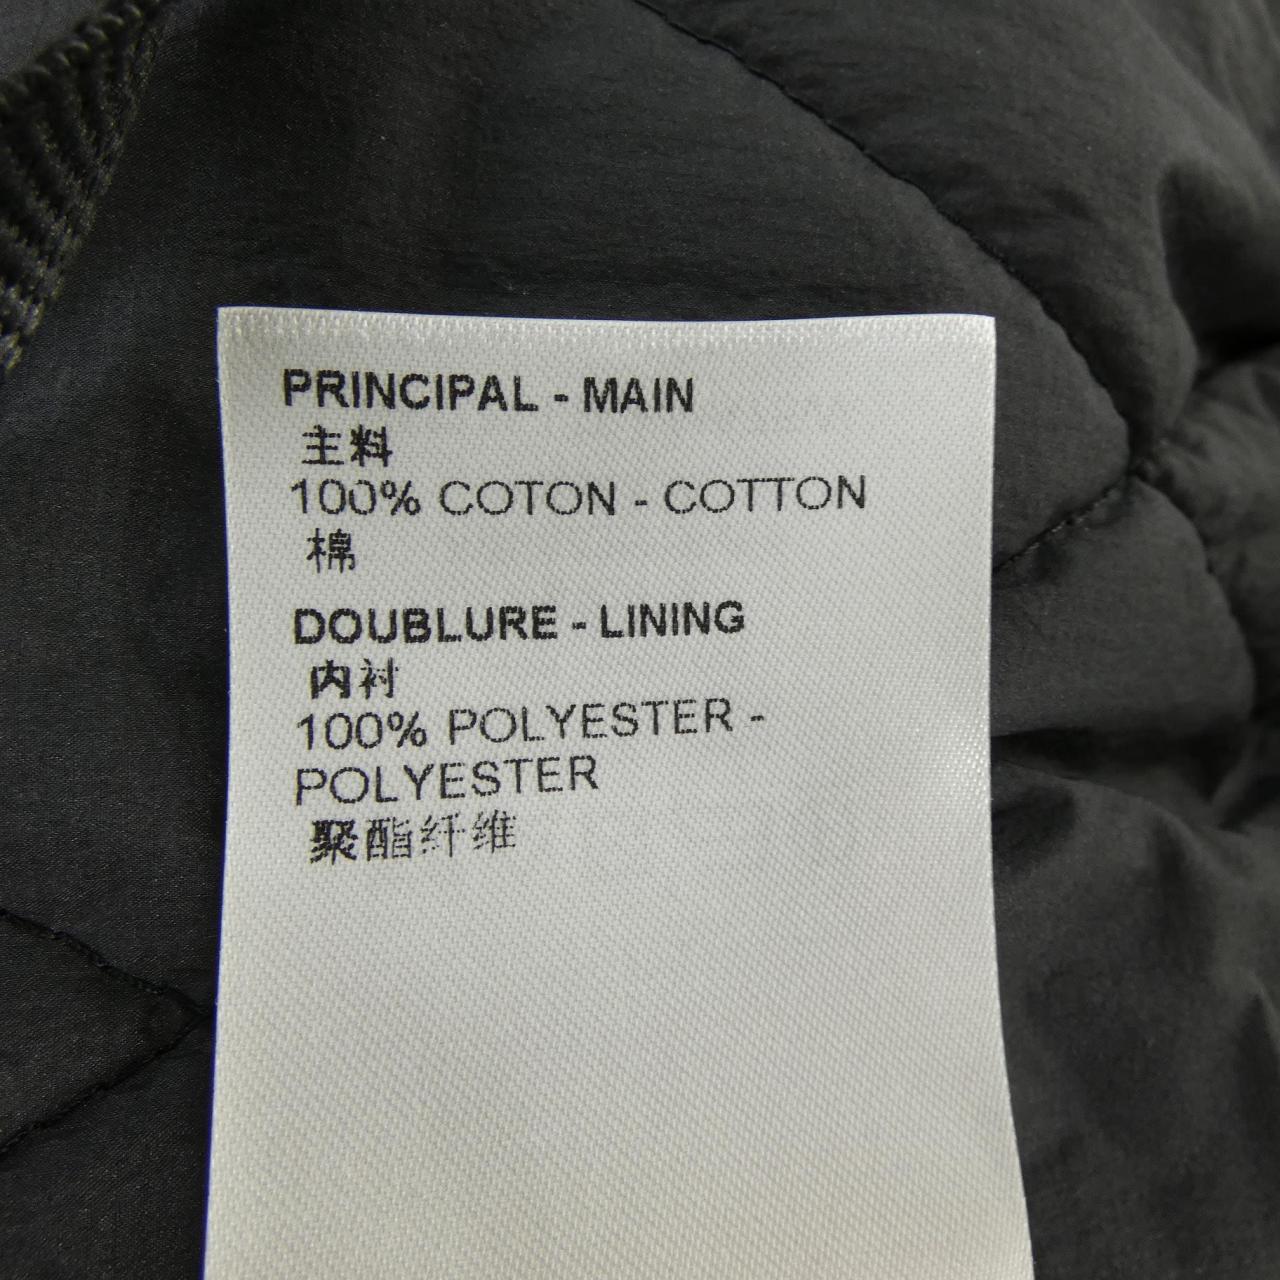 PRINCIPAL - MAIN
主料
100% COTON - COTTON
棉
DOUBLURE - LINING
内衬
100% POLYESTER -
POLYESTER
聚酯纤维